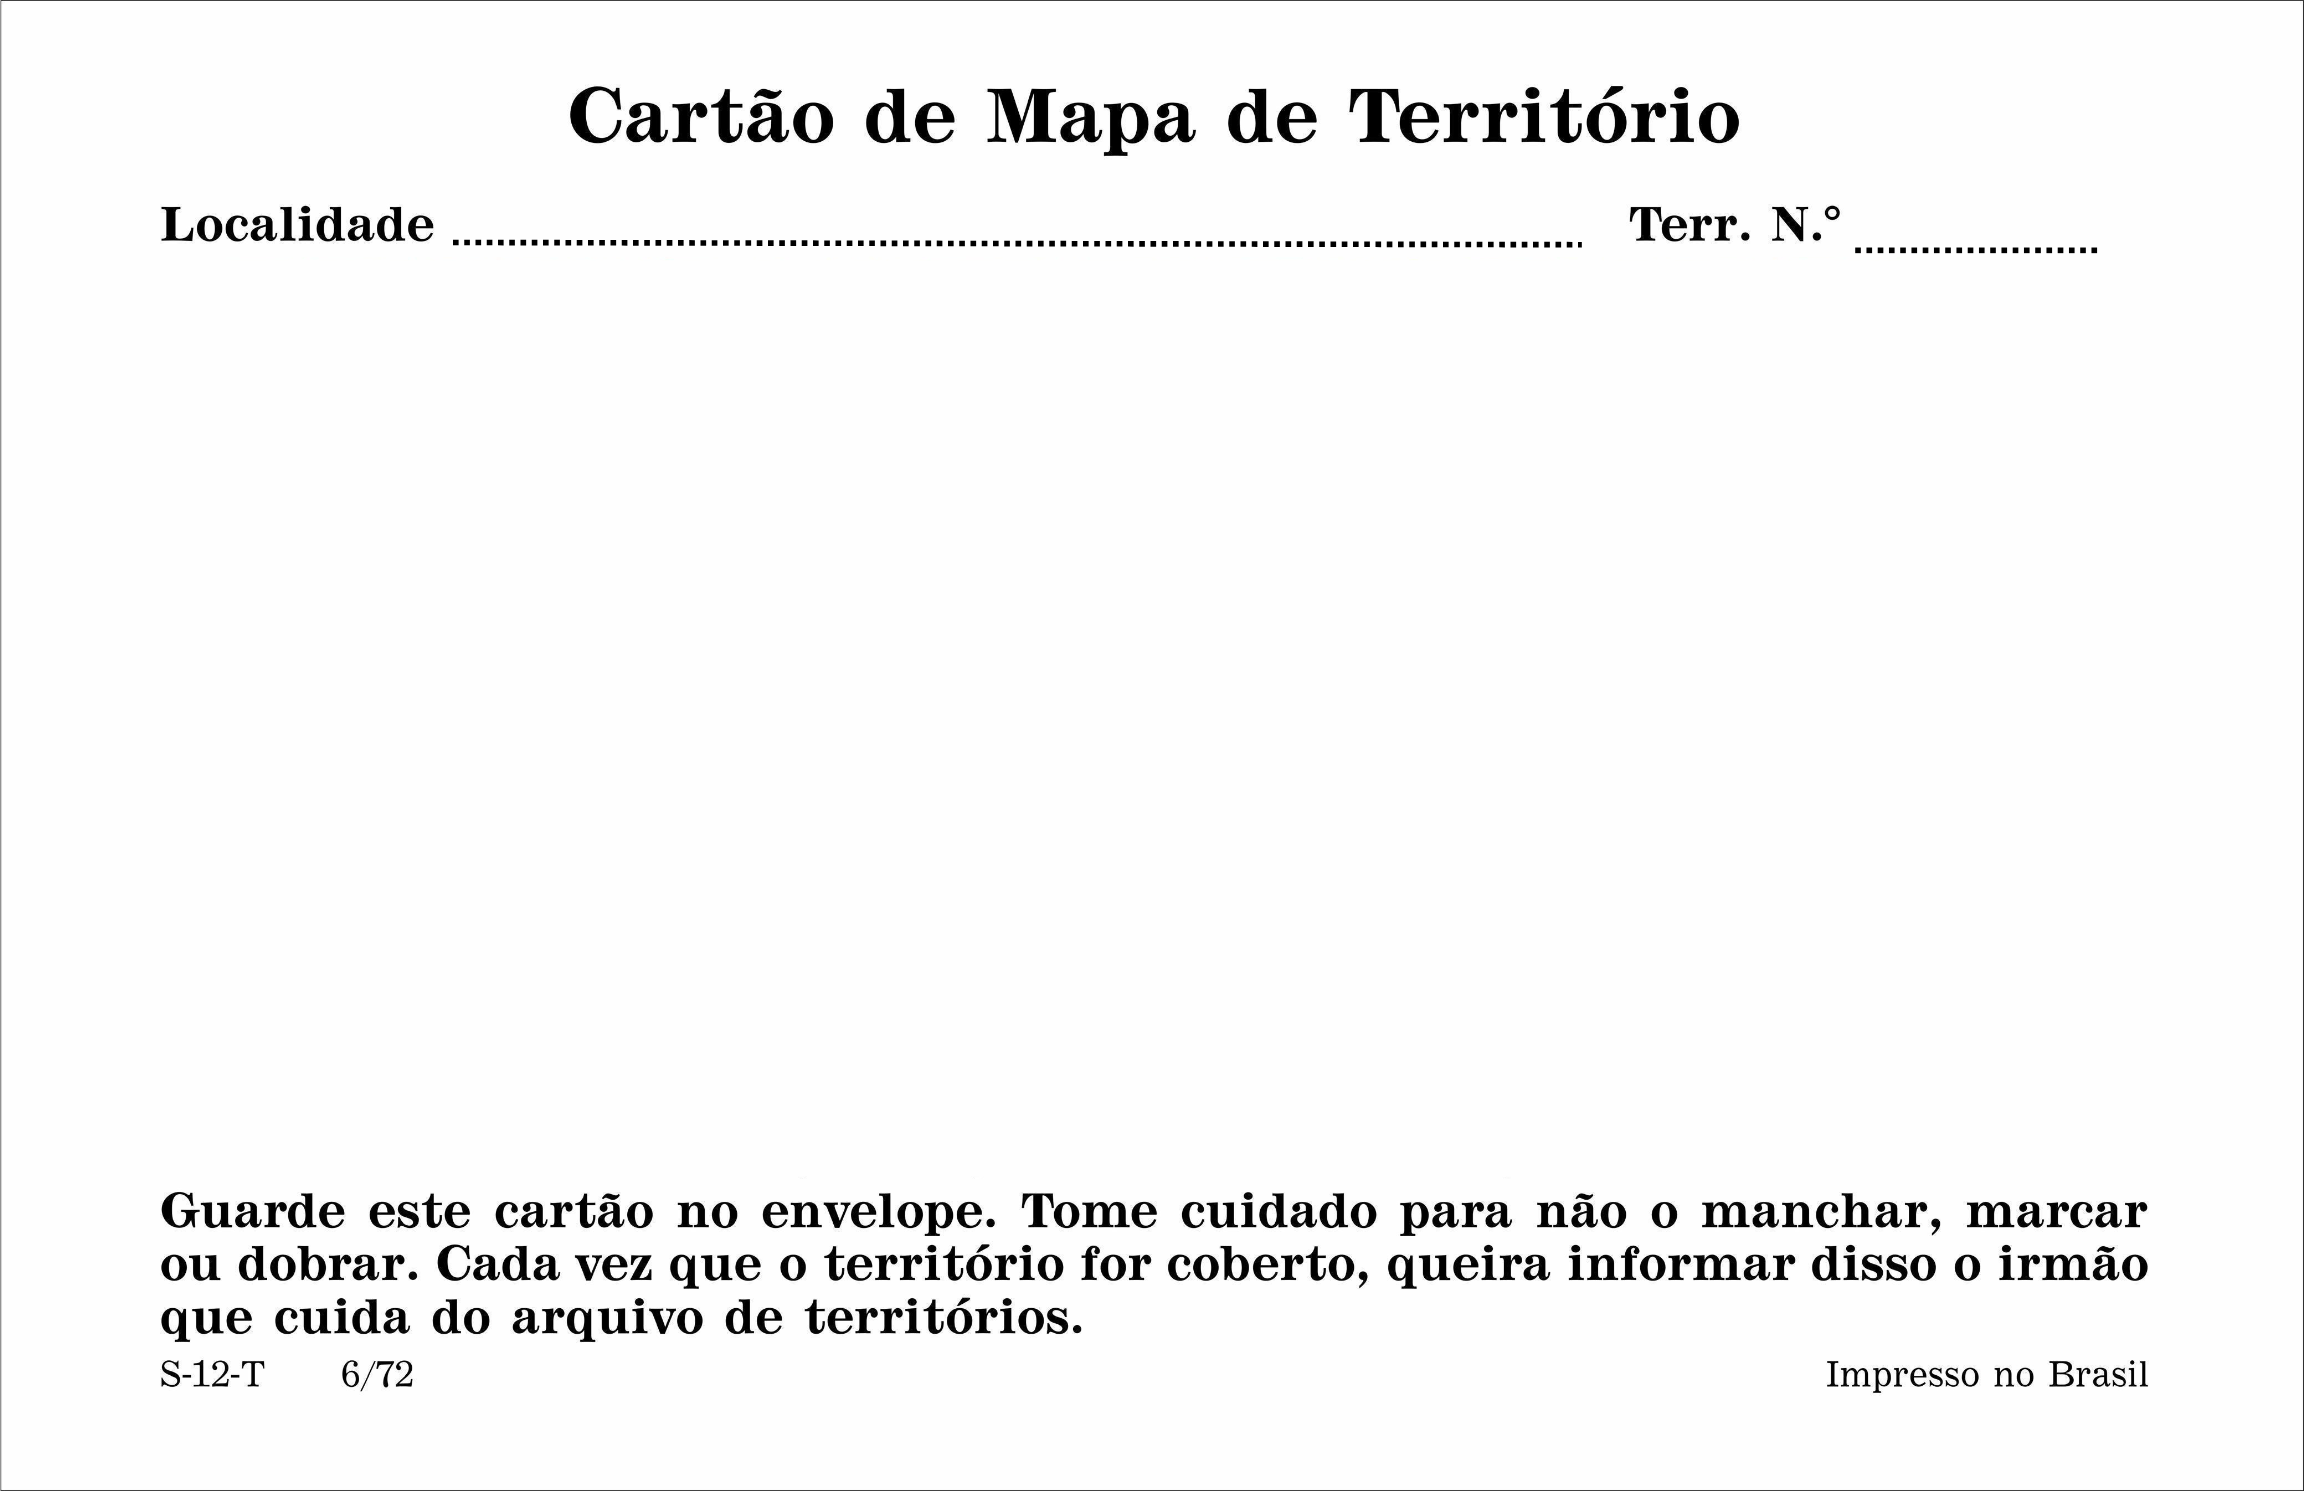 Cartão de Mapa de Território
Localidade ........................................ Terr. N.° ....................
Guarde este cartão no envelope. Tome cuidado para não o manchar, marcar
ou dobrar. Cada vez que o território for coberto, queira informar disso o irmão
que cuida do arquivo de territórios.
S-12-T 6/72 Impresso no Brasil